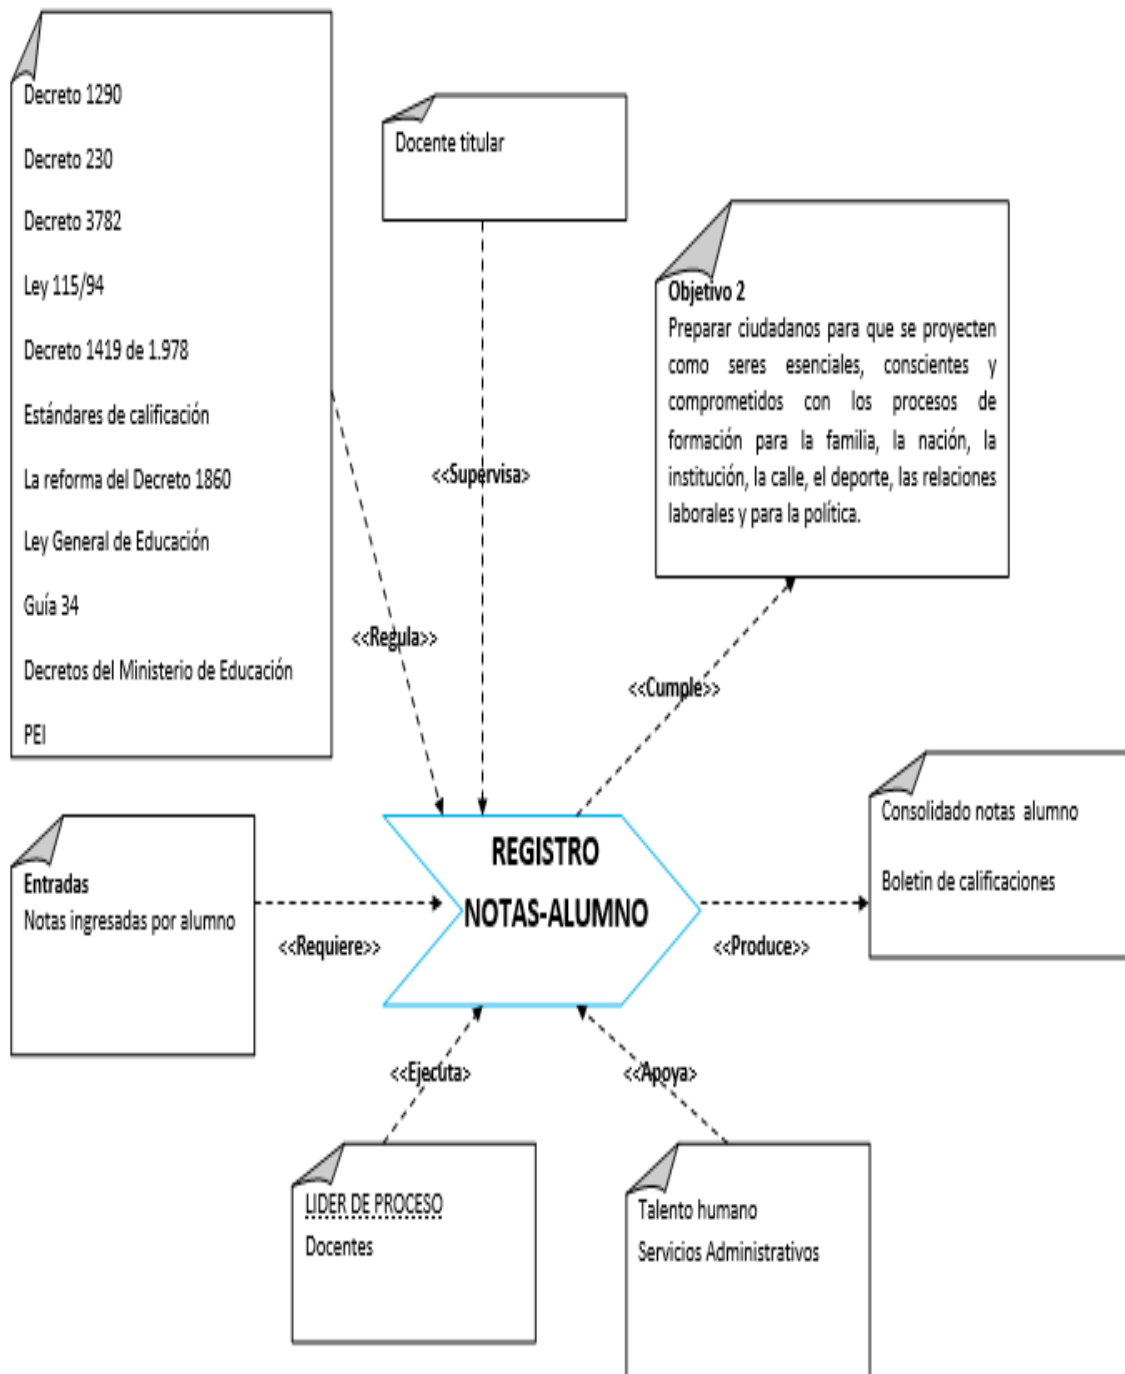 Decreto 1290
Decreto 230
Decreto 3782
Ley 115/94
Decreto 1419 de 1.978
Estándares de calificación
La reforma del Decreto 1860
Ley General de Educación
Guía 34
Decretos del Ministerio de Educación
PEI
Docente titular
Objetivo 2
Preparar ciudadanos para que se proyecten
como seres esenciales, conscientes y
comprometidos con los procesos de
formación para la familia, la nación, la
institución, la calle, el deporte, las relaciones
laborales y para la política.
<<Supervisa>
<<Regula>>
<<Cumple>>
Entradas
Notas ingresadas por alumno
<<Requiere>>
REGISTRO
NOTAS-ALUMNO
<<Produce>>
Consolidado notas alumno
Boletin de calificaciones
<<Ejecuta>
<<Apoya>
LIDER DE PROCESO
Docentes
Talento humano
Servicios Administrativos